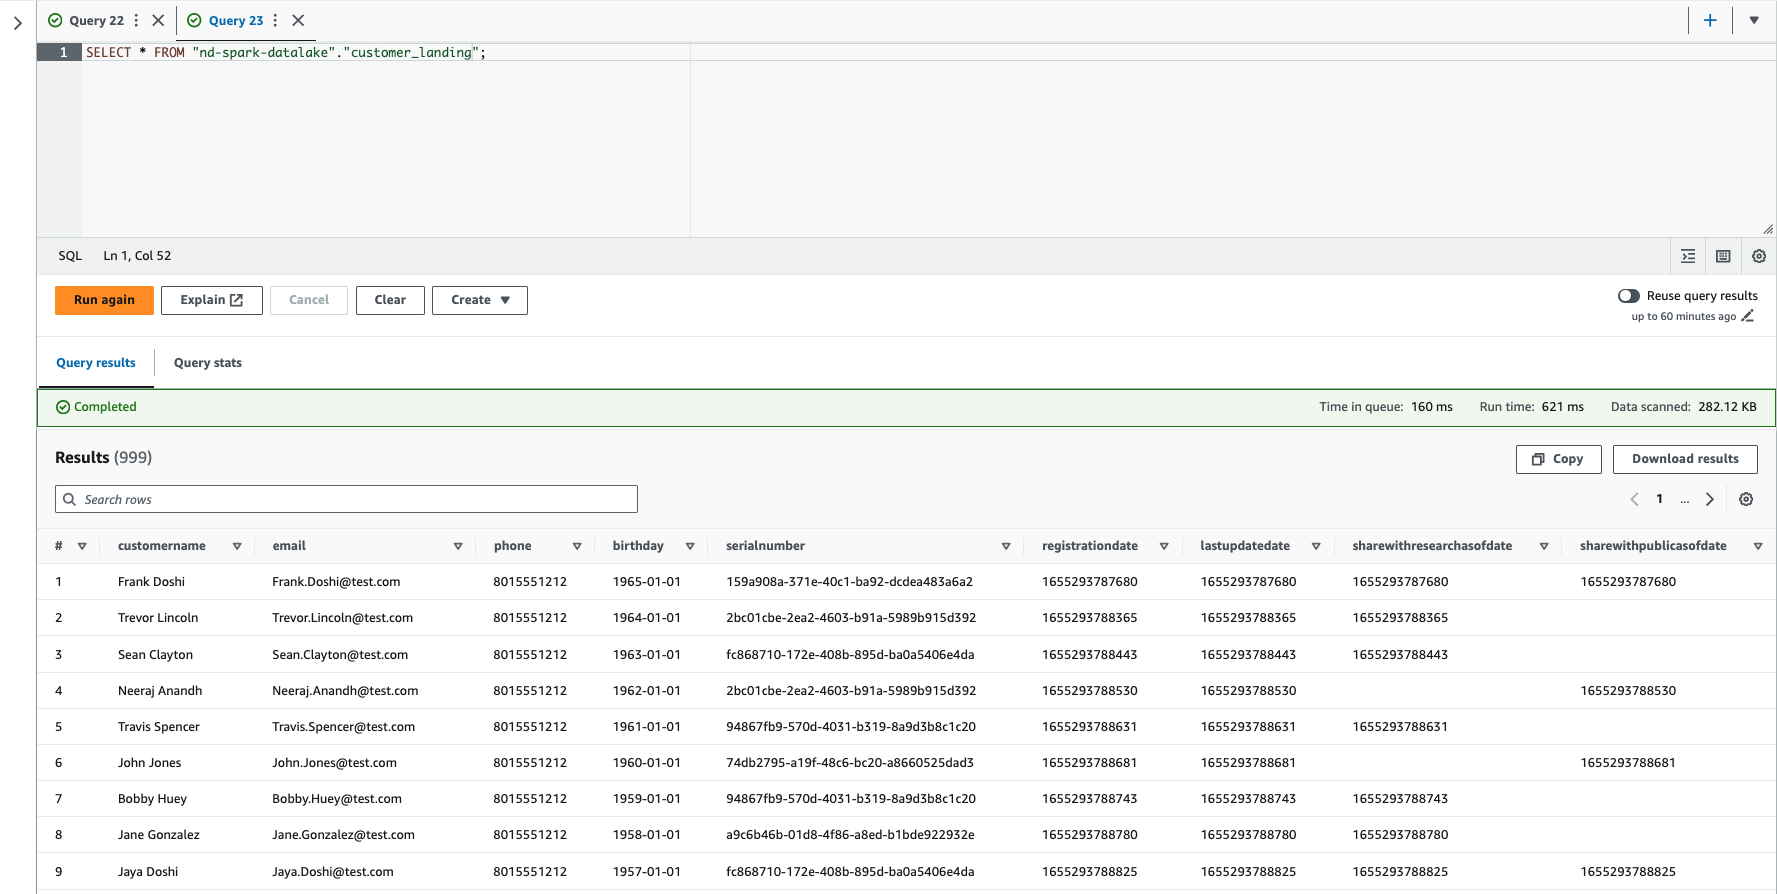 Query 22 Query 23
1 SELECT * FROM "nd-spark-datalake"."customer_landing";
SQL Ln 1, Col 52
Run again Explain Cancel Clear Create Reuse query results
up to 60 minutes ago
Query results Query stats
Completed Time in queue: 160 ms Run time: 621 ms Data scanned: 282.12 KB
Results (999) Copy Download results
Search rows 1 ...
# customername email phone birthday serialnumber registrationdate lastupdatedate sharewithresearchasofdate sharewithpublicasofdate
1 Frank Doshi Frank.Doshi@test.com 8015551212 1965-01-01 159a908a-371e-40c1-ba92-dcdea483a6a2 1655293787680 1655293787680 1655293787680 1655293787680
2 Trevor Lincoln Trevor.Lincoln@test.com 8015551212 1964-01-01 2bc01cbe-2ea2-4603-b91a-5989b915d392 1655293788365 1655293788365 1655293788365
3 Sean Clayton Sean.Clayton@test.com 8015551212 1963-01-01 fc868710-172e-408b-895d-ba0a5406e4da 1655293788443 1655293788443 1655293788443
4 Neeraj Anandh Neeraj.Anandh@test.com 8015551212 1962-01-01 2bc01cbe-2ea2-4603-b91a-5989b915d392 1655293788530 1655293788530 1655293788530
5 Travis Spencer Travis.Spencer@test.com 8015551212 1961-01-01 94867fb9-570d-4031-b319-8a9d3b8c1c20 1655293788631 1655293788631 1655293788631
6 John Jones John.Jones@test.com 8015551212 1960-01-01 74db2795-a19f-48c6-bc20-a8660525dad3 1655293788681 1655293788681 1655293788681
7 Bobby Huey Bobby.Huey@test.com 8015551212 1959-01-01 94867fb9-570d-4031-b319-8a9d3b8c1c20 1655293788743 1655293788743 1655293788743
8 Jane Gonzalez Jane.Gonzalez@test.com 8015551212 1958-01-01 a9c6b46b-01d8-4f86-a8ed-b1bde922932e 1655293788780 1655293788780 1655293788780
9 Jaya Doshi Jaya.Doshi@test.com 8015551212 1957-01-01 fc868710-172e-408b-895d-ba0a5406e4da 1655293788825 1655293788825 1655293788825 1655293788825